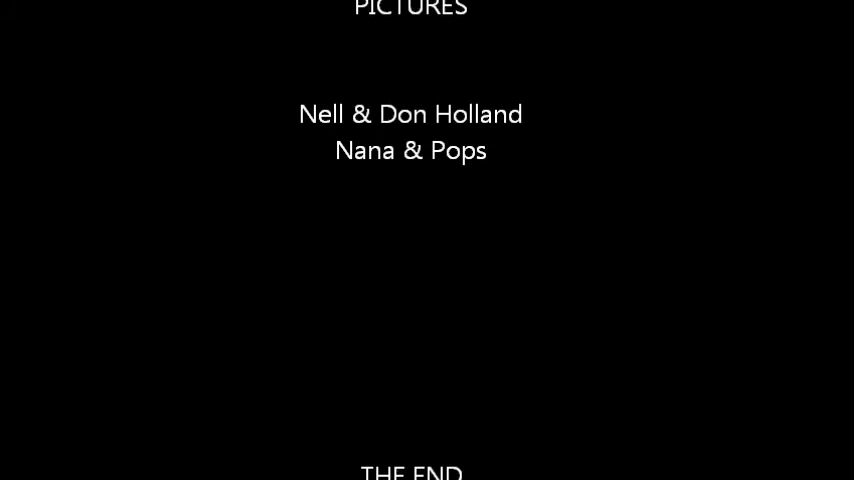 PICTURES
Nell & Don Holland
Nana & Pops
THE END